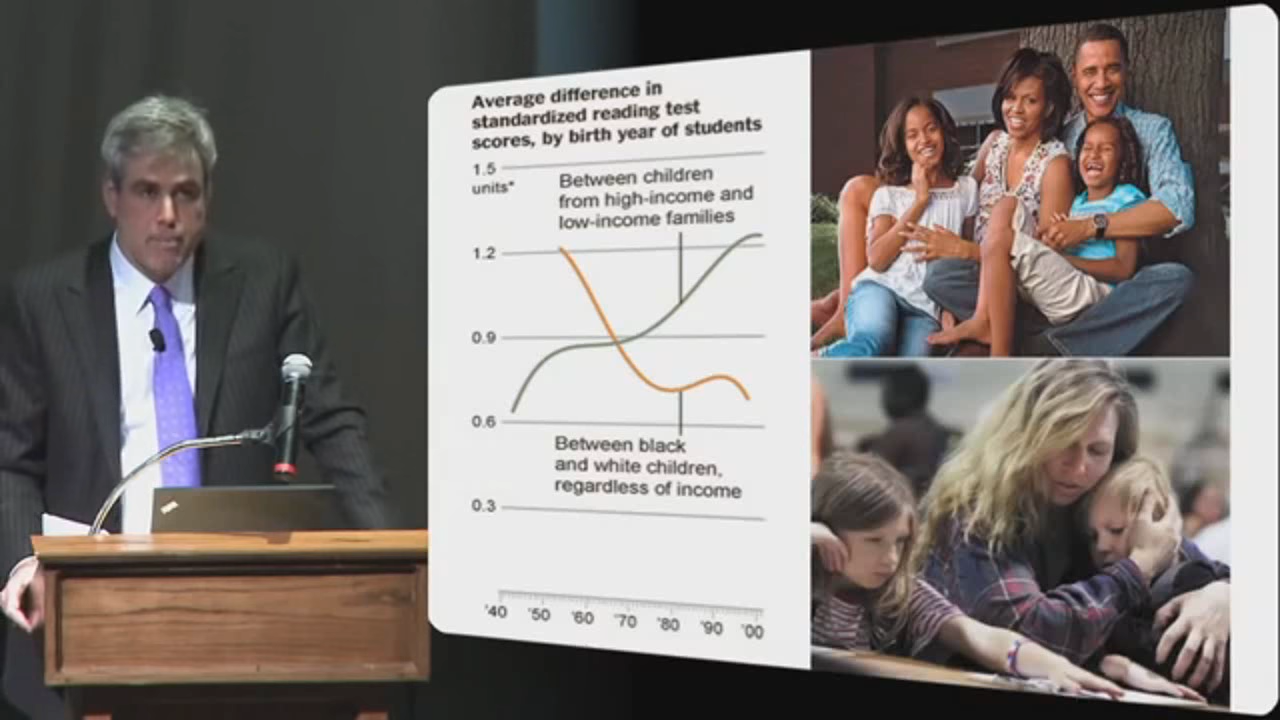 Average difference in
standardized reading test
scores, by birth year of students
1.5
units*
Between children
from high-income and
low-income families
1.2
0.9
0.6
Between black
and white children,
regardless of income
0.3
'40 '50 '60 '70 '80 '90 '00